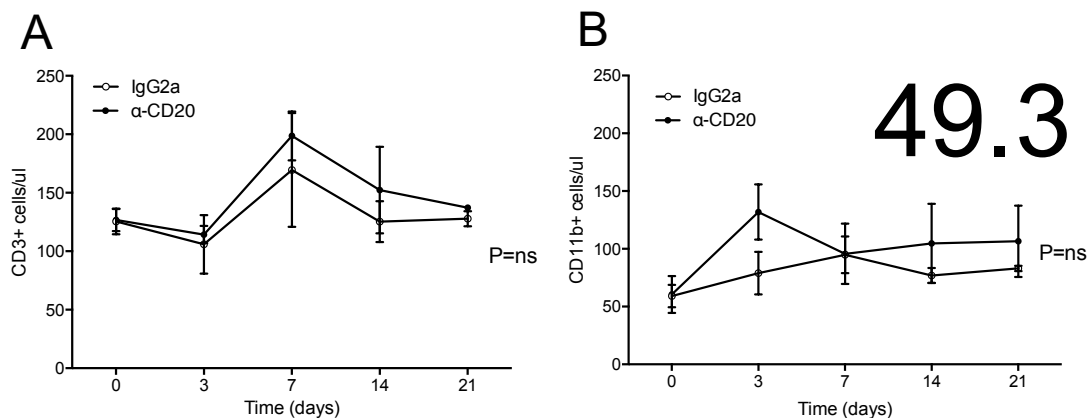 A
250
200
150
100
50
0
CD3+ cells/ul
IgG2a
α-CD20
P=ns
0 3 7 14 21
Time (days)
B
49.3
250
200
150
100
50
0
CD11b+ cells/ul
IgG2a
α-CD20
P=ns
0 3 7 14 21
Time (days)